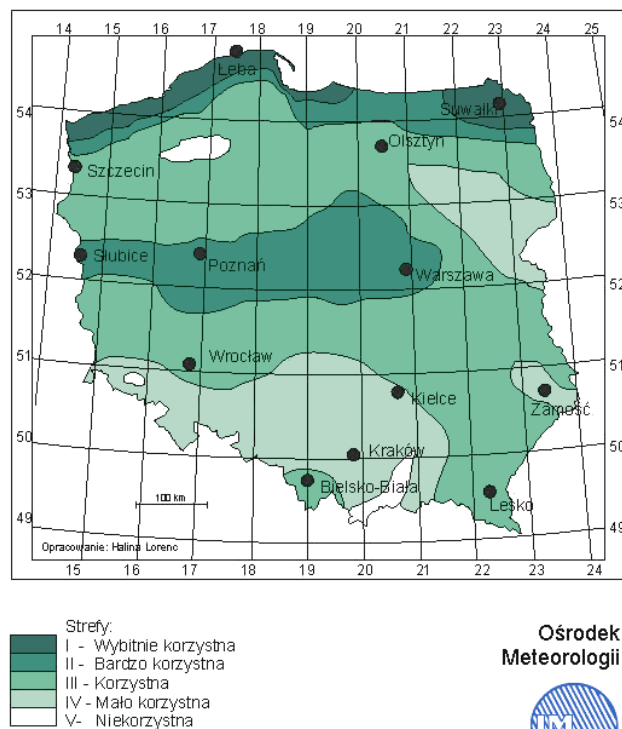 14 15 16 17 18 19 20 21 22 23 24 25
Łeba
54
Suwałki
54
Olsztyn
Szczecin
53
53
Słubice
Poznań
Warszawa
52
52
51
Wrocław
51
Kielce
Zamość
50
Kraków
50
Bielsko-Biała
Lesko
100 km
49
49
Opracowanie: Halina Lorenc
15 16 17 18 19 20 21 22 23 24
Strefy:
I - Wybitnie korzystna
II - Bardzo korzystna
III - Korzystna
IV - Mało korzystna
V- Niekorzystna
Ośrodek
Meteorologii
IM